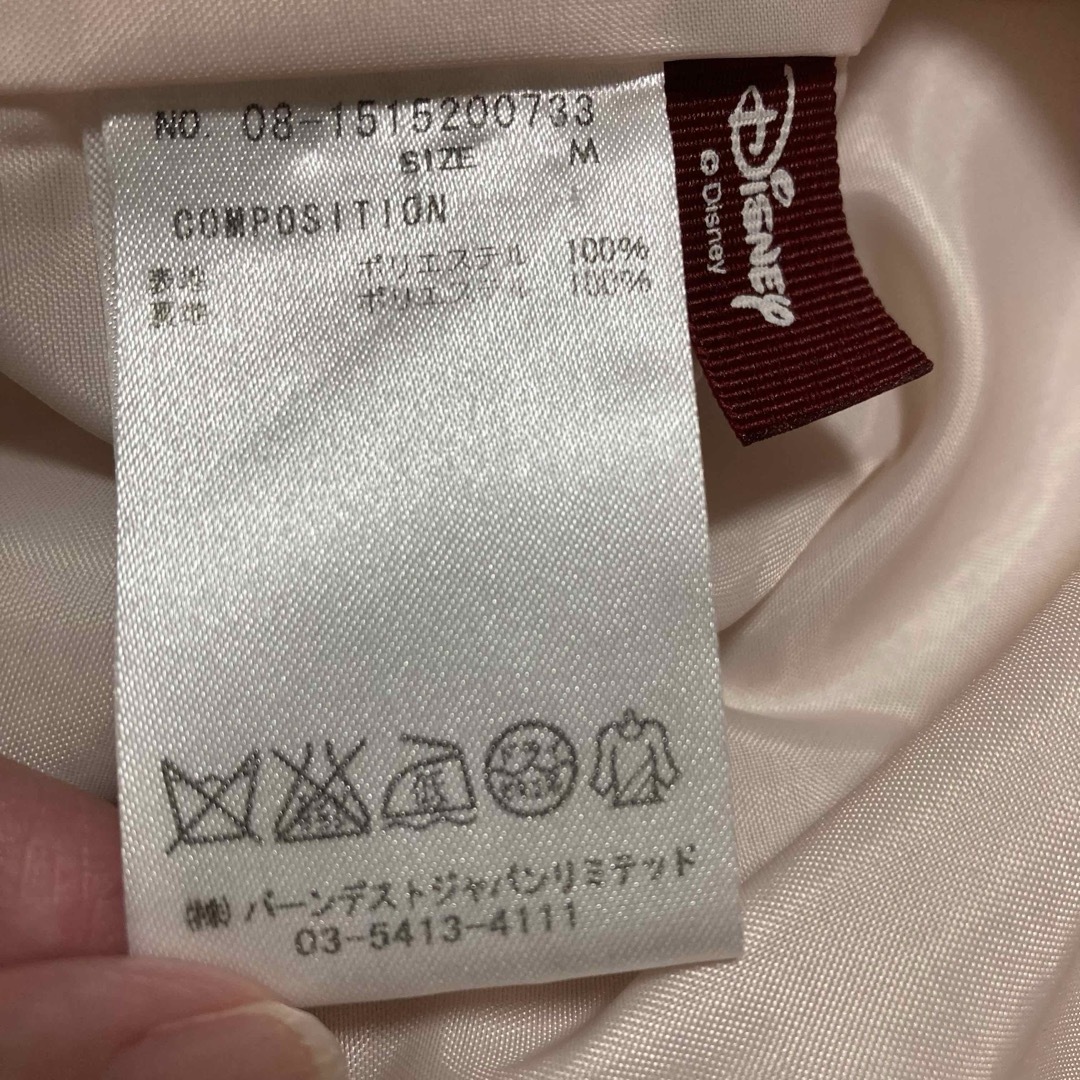 NO. 08-1515200733
SIZE M
COMPOSITION
表地 ポリエステル 100%
裏地 ポリエステル 100%
低
ドライ
㈱ バーンデストジャパンリミテッド
03-5413-4111
Disney
© Disney